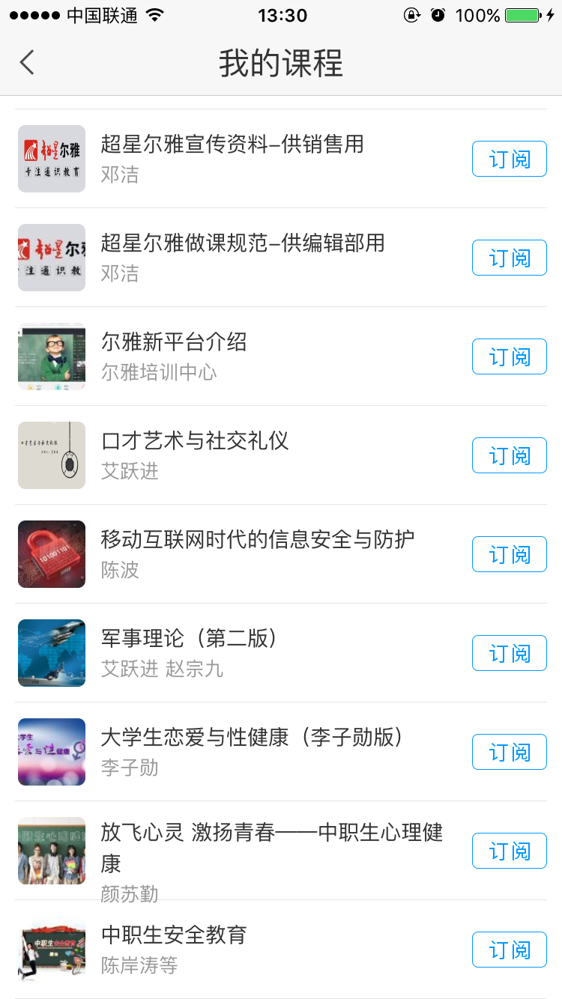 中国联通
13:30
100%
我的课程
超星尔雅
专注通识教育
超星尔雅宣传资料–供销售用
邓洁
订阅
超星尔雅
注通识教
超星尔雅做课规范–供编辑部用
邓洁
订阅
尔雅新平台介绍
尔雅培训中心
订阅
口才艺术与社交礼仪
艾跃进
订阅
101001101
移动互联网时代的信息安全与防护
陈波
订阅
军事理论（第二版）
艾跃进 赵宗九
订阅
学生
恋爱与性健康
大学生恋爱与性健康（李子勋版）
李子勋
订阅
放飞心灵 激扬青春——中职生心理健
康
颜苏勤
订阅
中职生安全教育
中职生安全教育
陈岸涛等
订阅